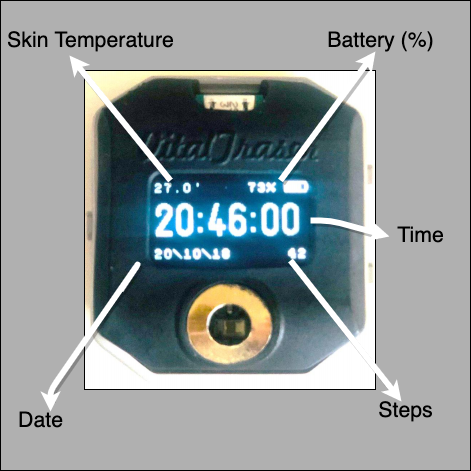 Skin Temperature
Battery (%)
VitalTracer
27.0'
73%
20:46:00
Time
20\10\18
62
Date
Steps